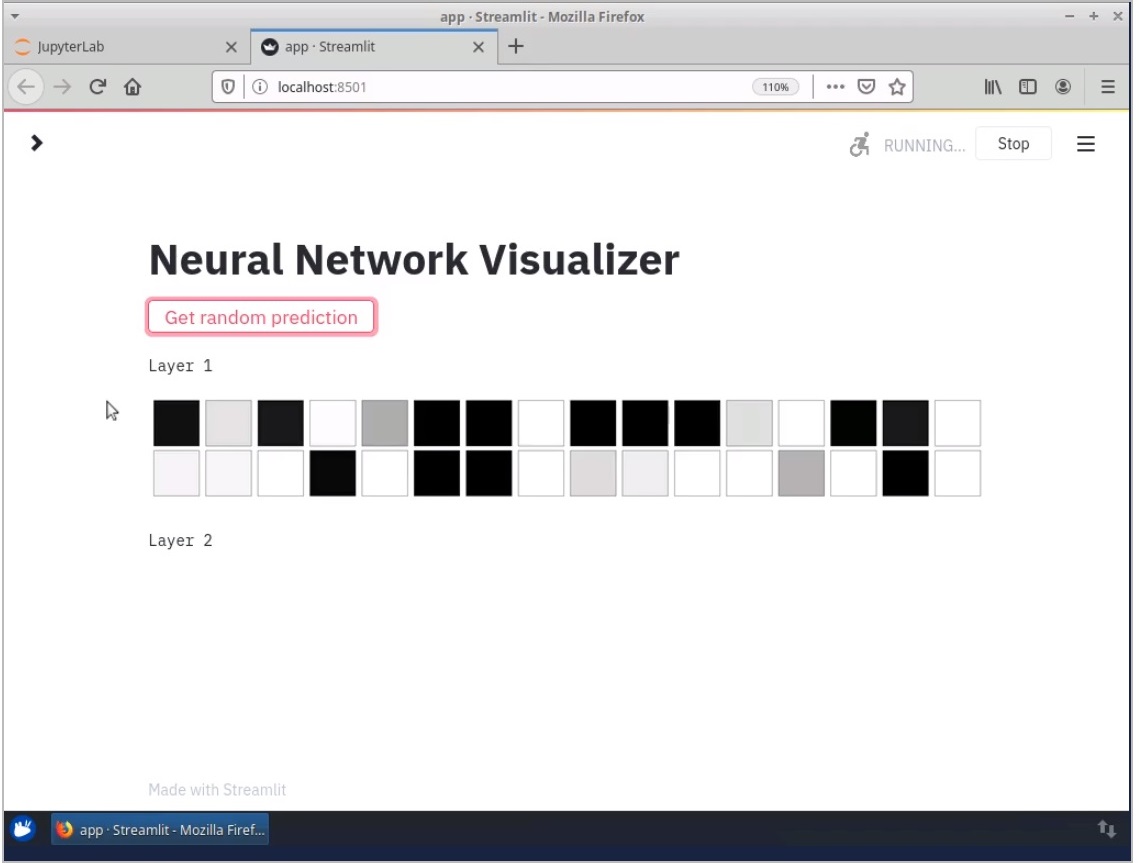 app · Streamlit - Mozilla Firefox
JupyterLab
app · Streamlit
localhost:8501
110%
RUNNING...
Stop
Neural Network Visualizer
Get random prediction
Layer 1
Layer 2
Made with Streamlit
app · Streamlit - Mozilla Firef...